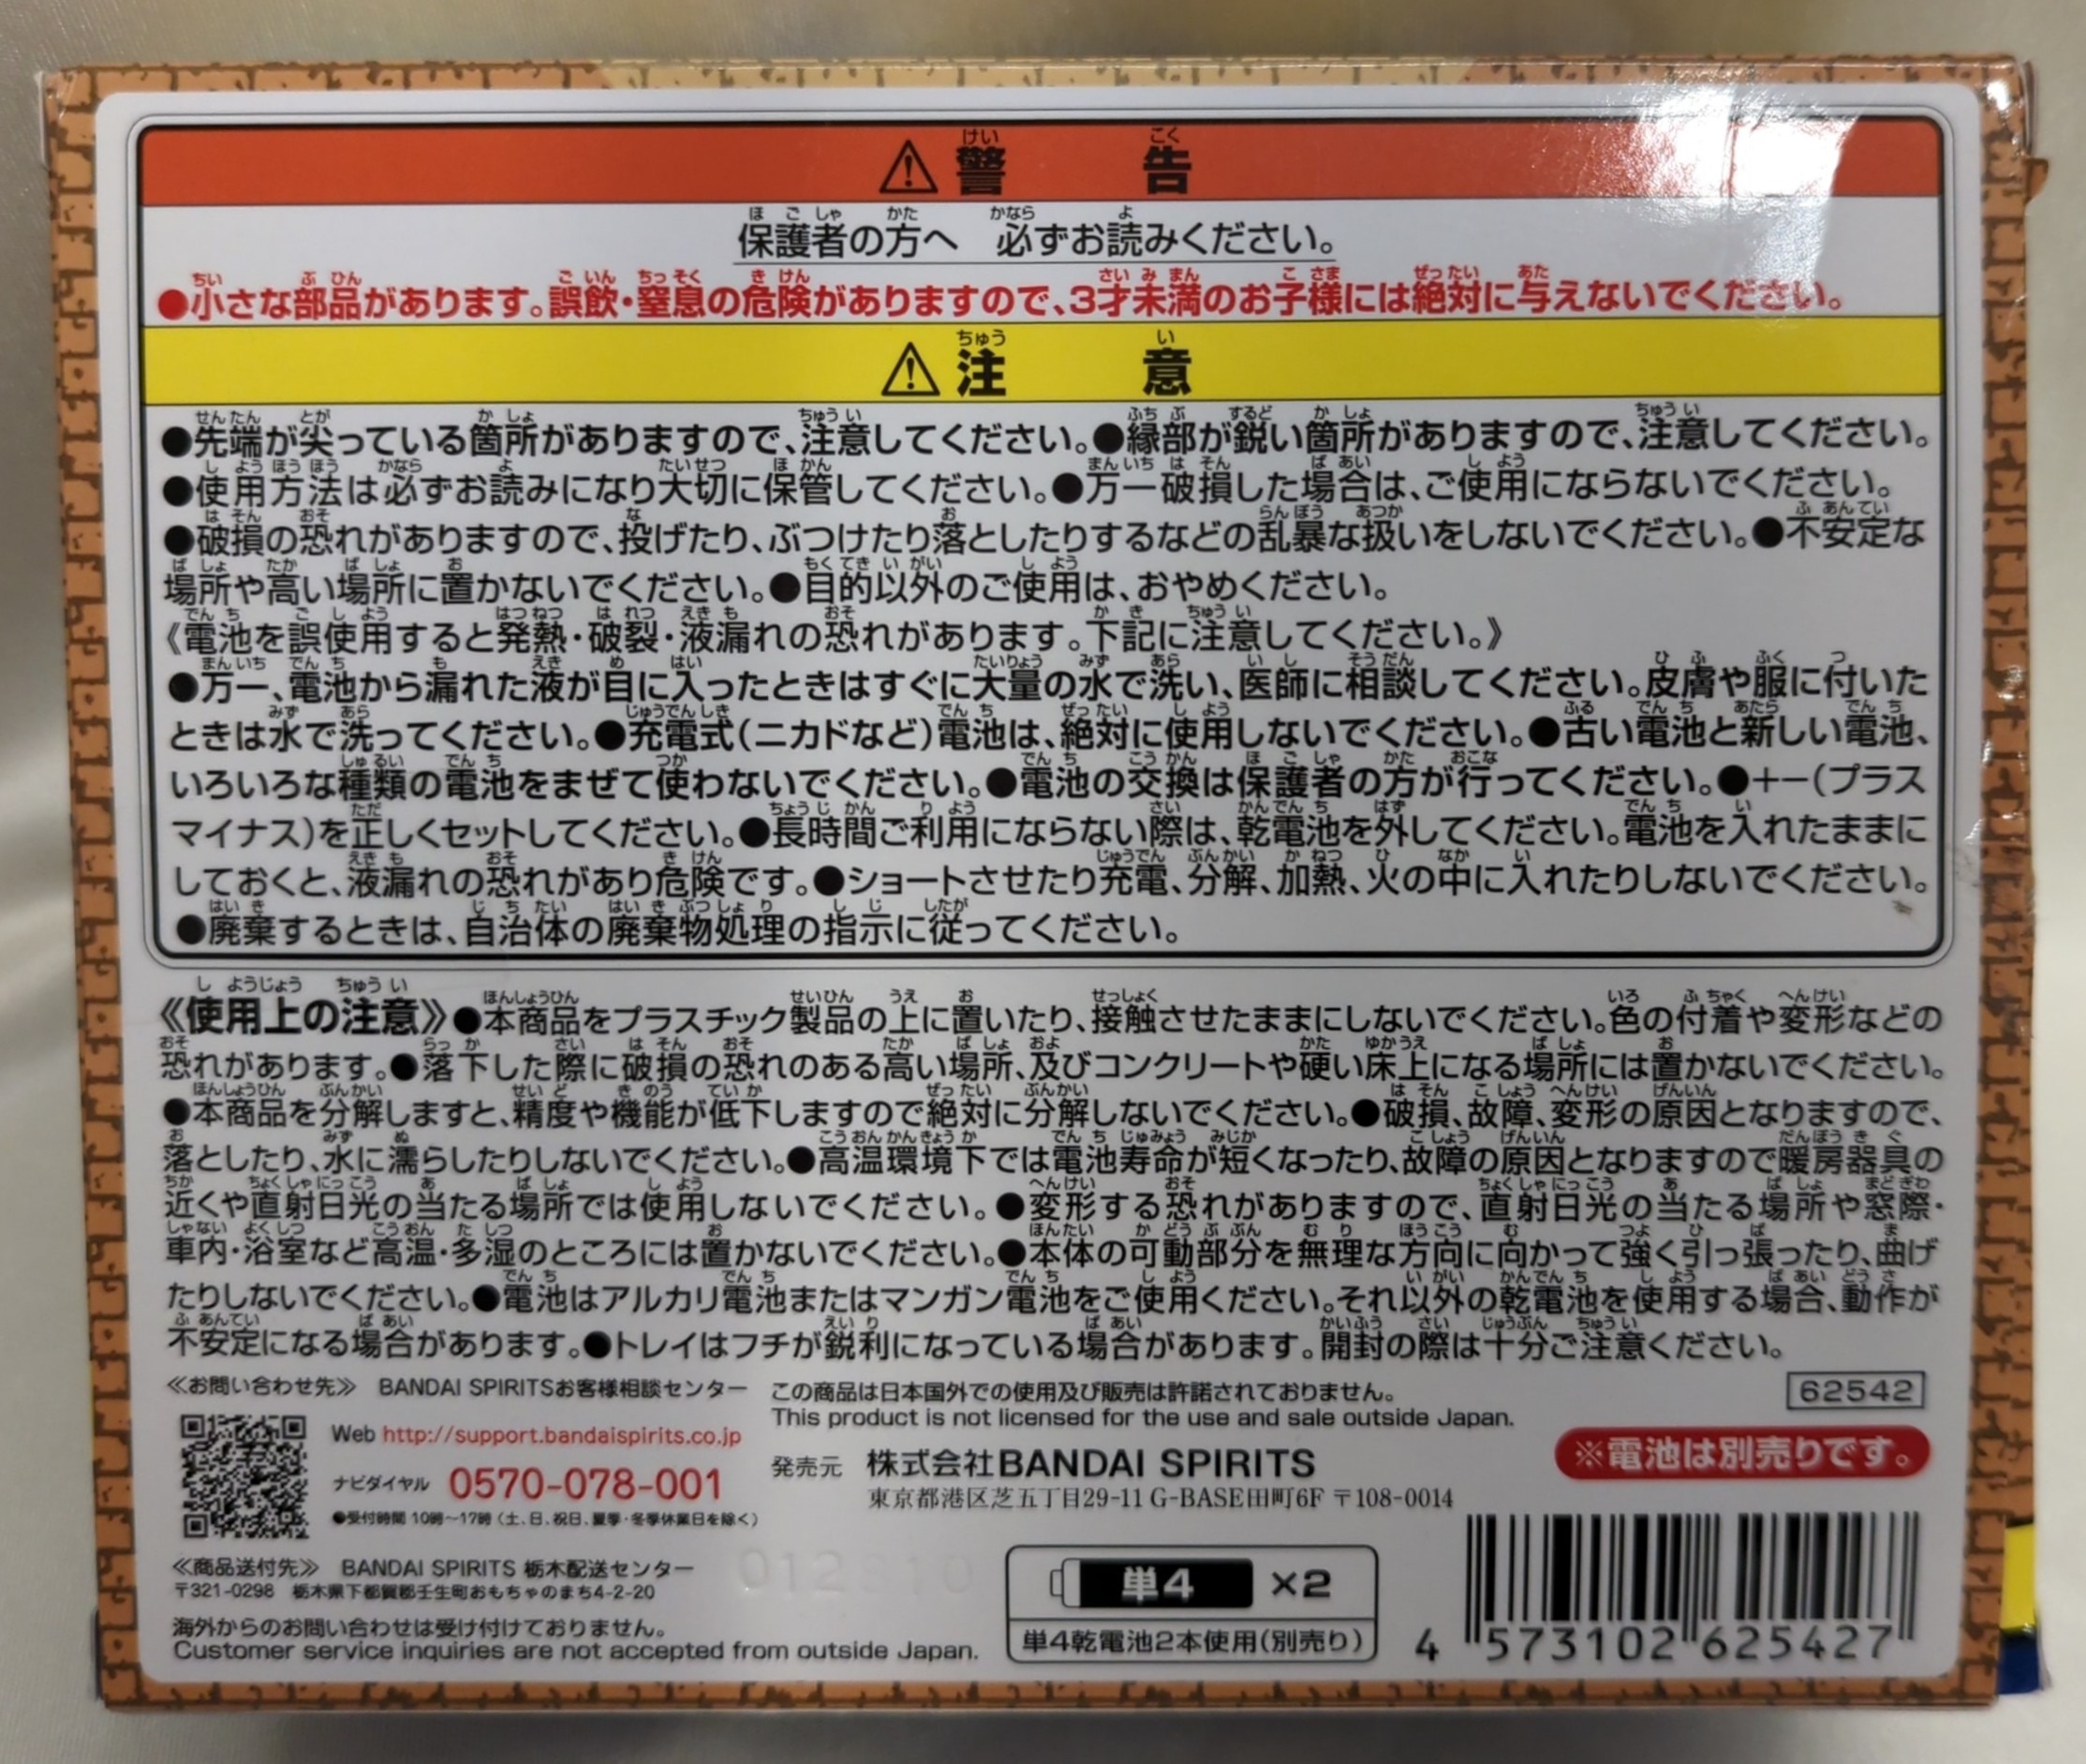 ⚠警告
保護者の方へ 必ずお読みください。
●小さな部品があります。誤飲・窒息の危険がありますので、3才未満のお子様には絶対に与えないでください。
⚠注意
●先端が尖っている箇所がありますので、注意してください。●縁部が鋭い箇所がありますので、注意してください。
●使用方法は必ずお読みになり大切に保管してください。●万一破損した場合は、ご使用にならないでください。
●破損の恐れがありますので、投げたり、ぶつけたり落としたりするなどの乱暴な扱いをしないでください。●不安定な
場所や高い場所に置かないでください。●目的以外のご使用は、おやめください。
《電池を誤使用すると発熱・破裂・液漏れの恐れがあります。下記に注意してください。》
●万一、電池から漏れた液が目に入ったときはすぐに大量の水で洗い、医師に相談してください。皮膚や服に付いた
ときは水で洗ってください。●充電式(ニカドなど)電池は、絶対に使用しないでください。●古い電池と新しい電池、
いろいろな種類の電池をまぜて使わないでください。●電池の交換は保護者の方が行ってください。●+−(プラス
マイナス)を正しくセットしてください。●長時間ご利用にならない際は、乾電池を外してください。電池を入れたままに
しておくと、液漏れの恐れがあり危険です。●ショートさせたり充電、分解、加熱、火の中に入れたりしないでください。
●廃棄するときは、自治体の廃棄物処理の指示に従ってください。
《使用上の注意》●本商品をプラスチック製品の上に置いたり、接触させたままにしないでください。色の付着や変形などの
恐れがあります。●落下した際に破損の恐れのある高い場所、及びコンクリートや硬い床上になる場所には置かないでください。
●本商品を分解しますと、精度や機能が低下しますので絶対に分解しないでください。●破損、故障、変形の原因となりますので、
落としたり、水に濡らしたりしないでください。●高温環境下では電池寿命が短くなったり、故障の原因となりますので暖房器具の
近くや直射日光の当たる場所では使用しないでください。●変形する恐れがありますので、直射日光の当たる場所や窓際・
車内・浴室など高温・多湿のところには置かないでください。●本体の可動部分を無理な方向に向かって強く引っ張ったり、曲げ
たりしないでください。●電池はアルカリ電池またはマンガン電池をご使用ください。それ以外の乾電池を使用する場合、動作が
不安定になる場合があります。●トレイはフチが鋭利になっている場合があります。開封の際は十分ご注意ください。
≪お問い合わせ先≫ BANDAI SPIRITSお客様相談センター
Web http://support.bandaispirits.co.jp
ナビダイヤル 0570-078-001
●受付時間 10時〜17時(土、日、祝日、夏季・冬季休業日を除く)
≪商品送付先≫ BANDAI SPIRITS 栃木配送センター
〒321-0298 栃木県下都賀郡壬生町おもちゃのまち4-2-20
海外からのお問い合わせは受け付けておりません。
Customer service inquiries are not accepted from outside Japan.
この商品は日本国外での使用及び販売は許諾されておりません。
This product is not licensed for the use and sale outside Japan.
発売元 株式会社BANDAI SPIRITS
東京都港区芝五丁目29-11 G-BASE田町6F 〒108-0014
62542
※電池は別売りです。
単4 ×2
単4乾電池2本使用(別売り)
4 573102 625427